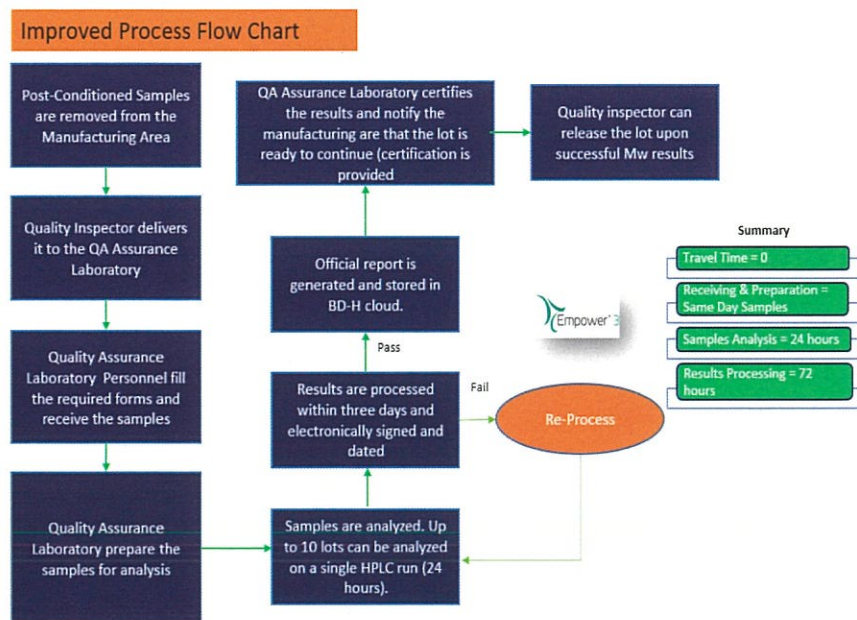 Improved Process Flow Chart
Post-Conditioned Samples
are removed from the
Manufacturing Area
Quality Inspector delivers
it to the QA Assurance
Laboratory
Quality Assurance
Laboratory Personnel fill
the required forms and
receive the samples
Quality Assurance
Laboratory prepare the
samples for analysis
Samples are analyzed. Up
to 10 lots can be analyzed
on a single HPLC run (24
hours).
Results are processed
within three days and
electronically signed and
dated
Pass
Fail
Re-Process
Official report is
generated and stored in
BD-H cloud.
QA Assurance Laboratory certifies
the results and notify the
manufacturing are that the lot is
ready to continue (certification is
provided
Quality inspector can
release the lot upon
successful Mw results
Empower 3
Summary
Travel Time = 0
Receiving & Preparation =
Same Day Samples
Samples Analysis = 24 hours
Results Processing = 72
hours